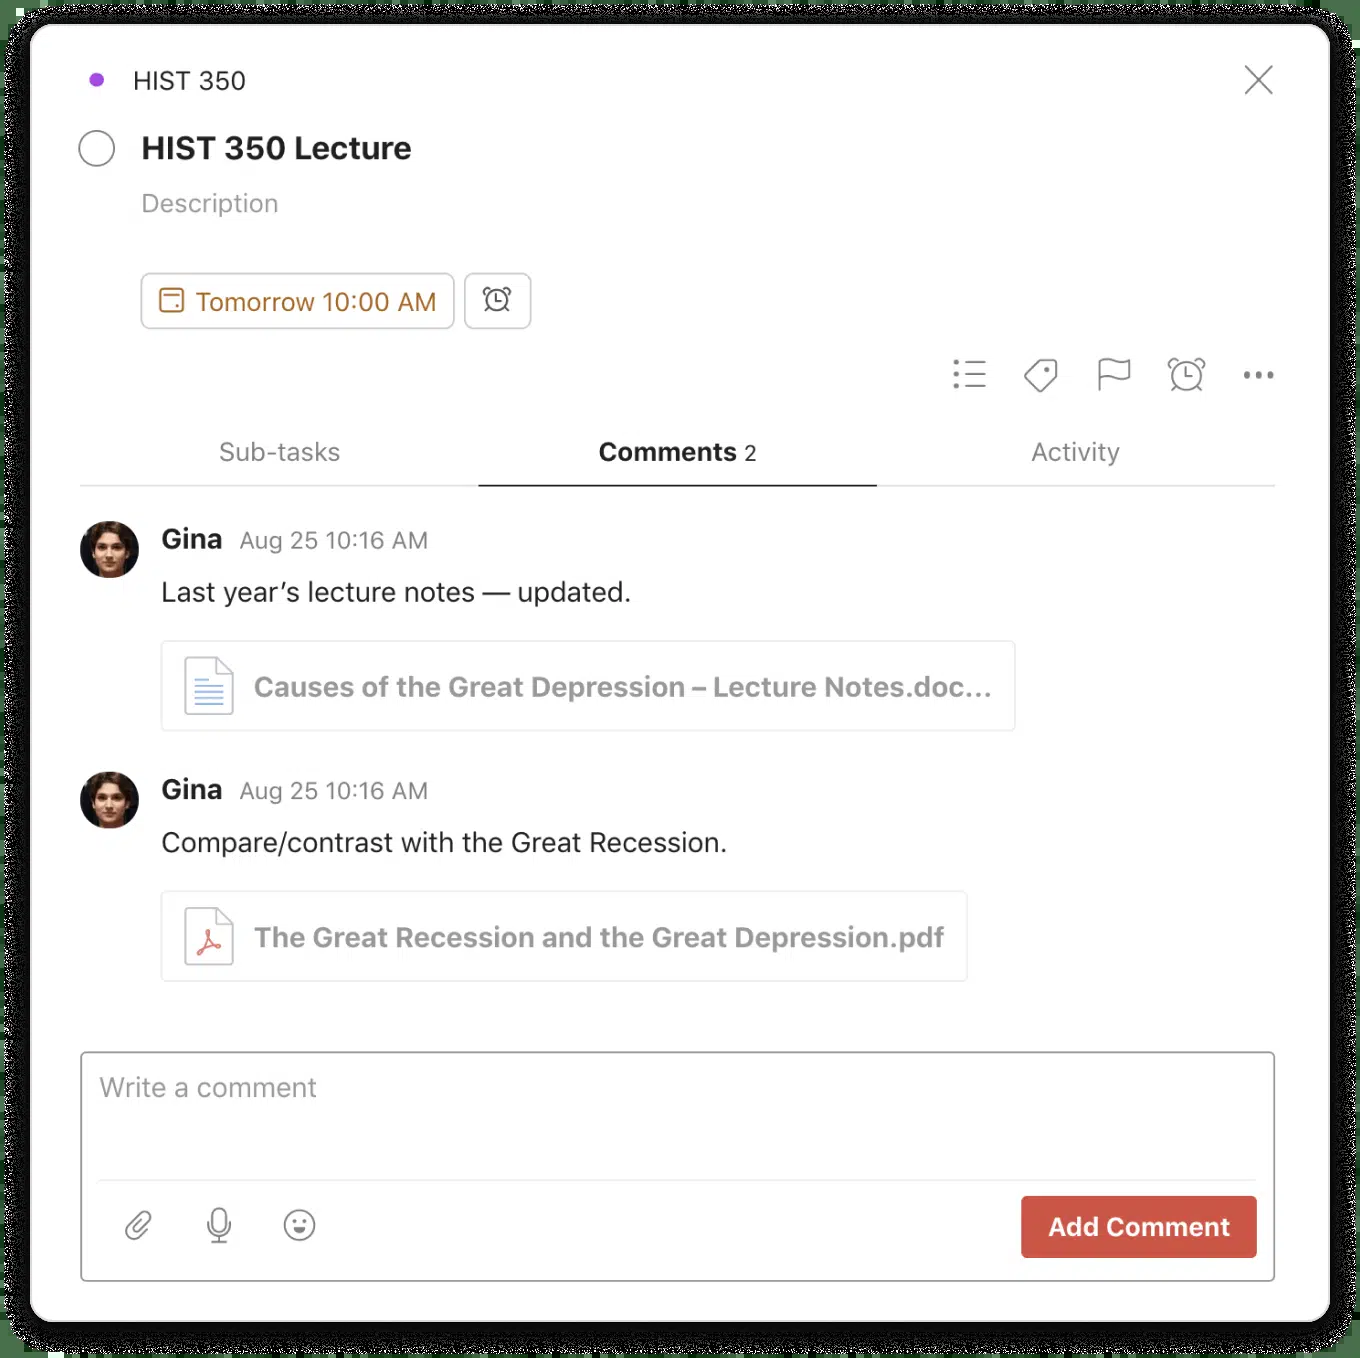 HIST 350
HIST 350 Lecture
Description
Tomorrow 10:00 AM
Sub-tasks
Comments 2
Activity
Gina Aug 25 10:16 AM
Last year’s lecture notes — updated.
Causes of the Great Depression – Lecture Notes.doc...
Gina Aug 25 10:16 AM
Compare/contrast with the Great Recession.
The Great Recession and the Great Depression.pdf
Write a comment
Add Comment